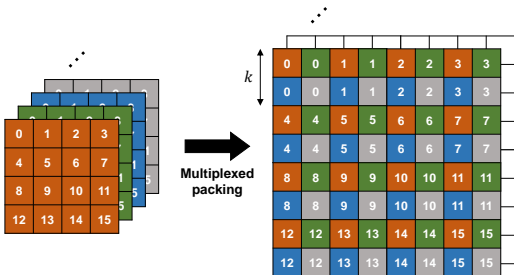 0 1 2 3
4 5 6 7
8 9 10 11
12 13 14 15
Multiplexed
packing
k
0 0 1 1 2 2 3 3
0 0 1 1 2 2 3 3
4 4 5 5 6 6 7 7
4 4 5 5 6 6 7 7
8 8 9 9 10 10 11 11
8 8 9 9 10 10 11 11
12 12 13 13 14 14 15 15
12 12 13 13 14 14 15 15